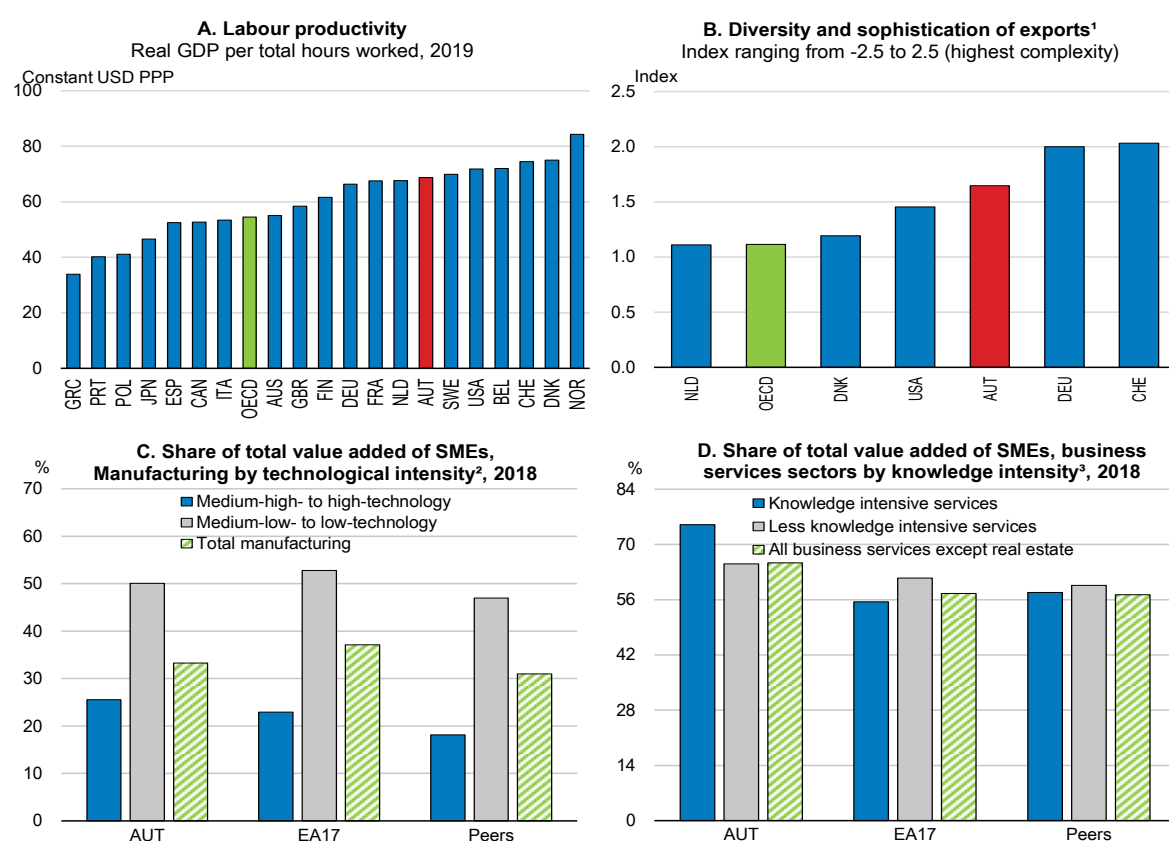 A. Labour productivity
Real GDP per total hours worked, 2019
Constant USD PPP
100
80
60
40
20
0
GRC
PRT
POL
JPN
ESP
CAN
ITA
OECD
AUS
GBR
FIN
DEU
FRA
NLD
AUT
SWE
USA
BEL
CHE
DNK
NOR
B. Diversity and sophistication of exports¹
Index ranging from -2.5 to 2.5 (highest complexity)
Index
2.5
2.0
1.5
1.0
0.5
0.0
NLD
OECD
DNK
USA
AUT
DEU
CHE
C. Share of total value added of SMEs,
Manufacturing by technological intensity², 2018
%
70
60
50
40
30
20
10
0
Medium-high- to high-technology
Medium-low- to low-technology
Total manufacturing
AUT
EA17
Peers
D. Share of total value added of SMEs, business
services sectors by knowledge intensity³, 2018
%
84
70
56
42
28
14
0
Knowledge intensive services
Less knowledge intensive services
All business services except real estate
AUT
EA17
Peers